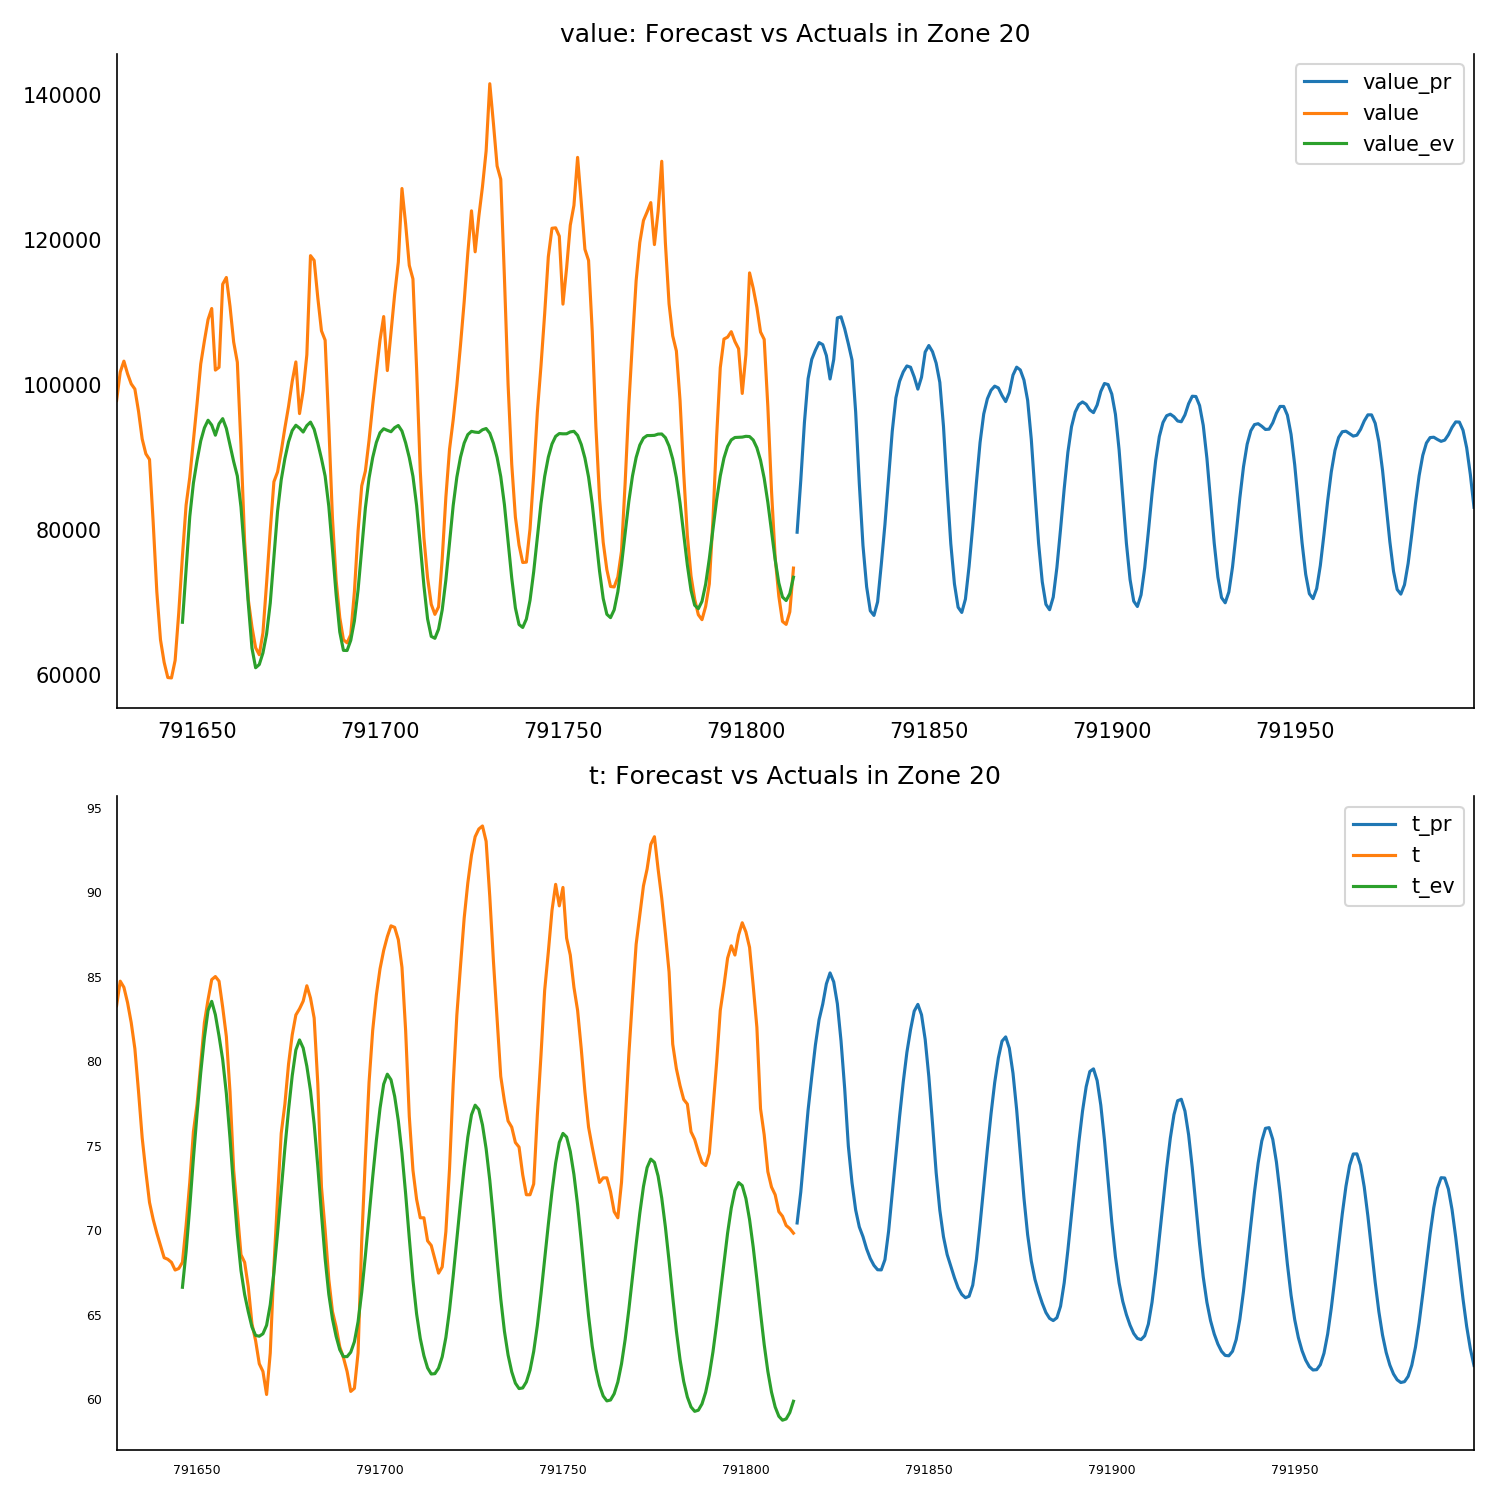 value: Forecast vs Actuals in Zone 20
value_pr
value
value_ev
140000
120000
100000
80000
60000
791650 791700 791750 791800 791850 791900 791950
t: Forecast vs Actuals in Zone 20
t_pr
t
t_ev
95
90
85
80
75
70
65
60
791650 791700 791750 791800 791850 791900 791950